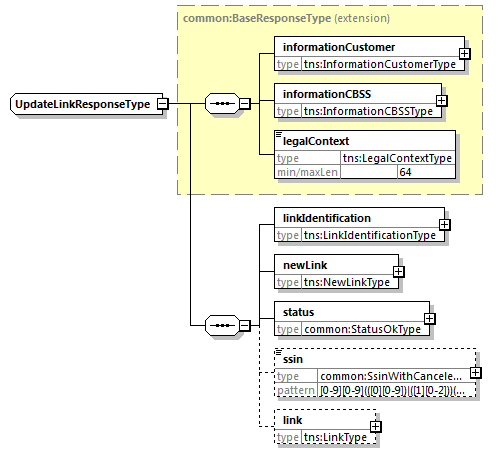 common:BaseResponseType (extension)
informationCustomer
type tns:InformationCustomerType
informationCBSS
type tns:InformationCBSSType
legalContext
type tns:LegalContextType
min/maxLen 64
UpdateLinkResponseType
linkIdentification
type tns:LinkIdentificationType
newLink
type tns:NewLinkType
status
type common:StatusOkType
ssin
type common:SsinWithCancele...
pattern [0-9][0-9](([0][0-9])|([1][0-2]))(...
link
type tns:LinkType